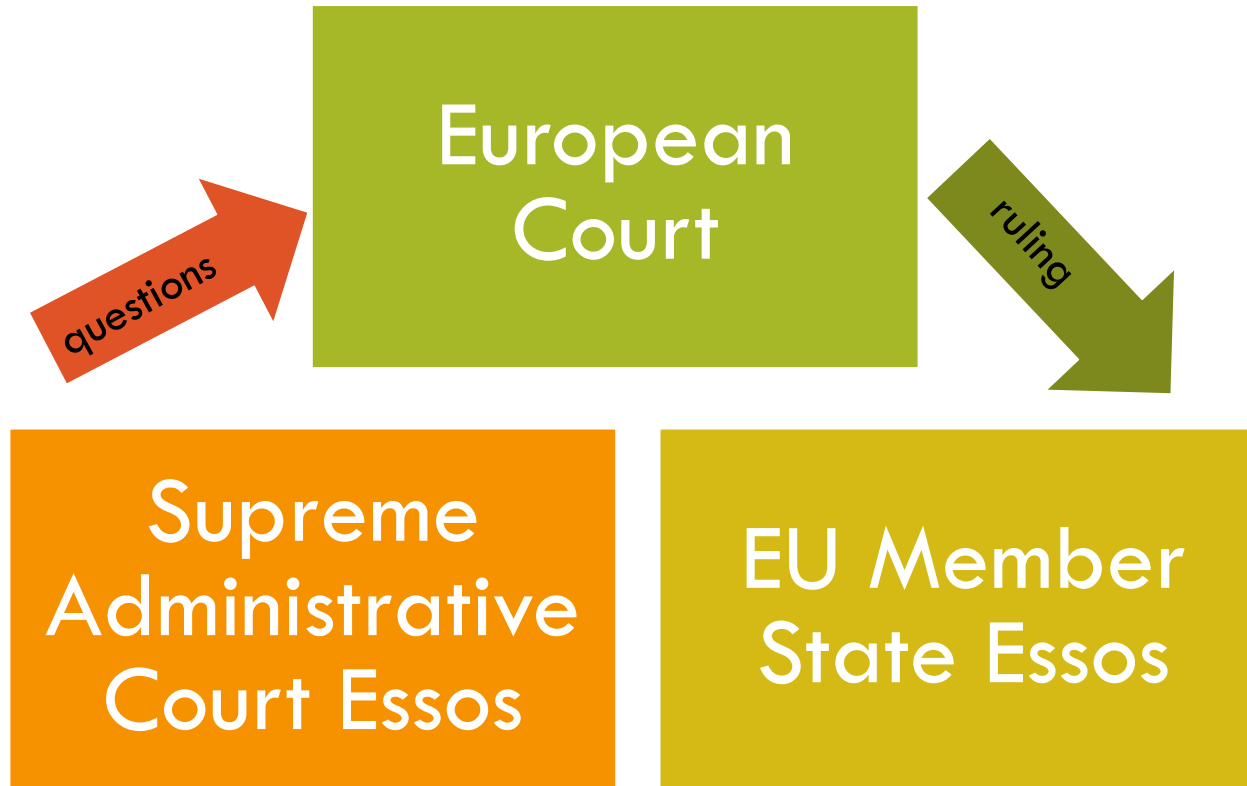 European
Court
questions
ruling
Supreme
Administrative
Court Essos
EU Member
State Essos